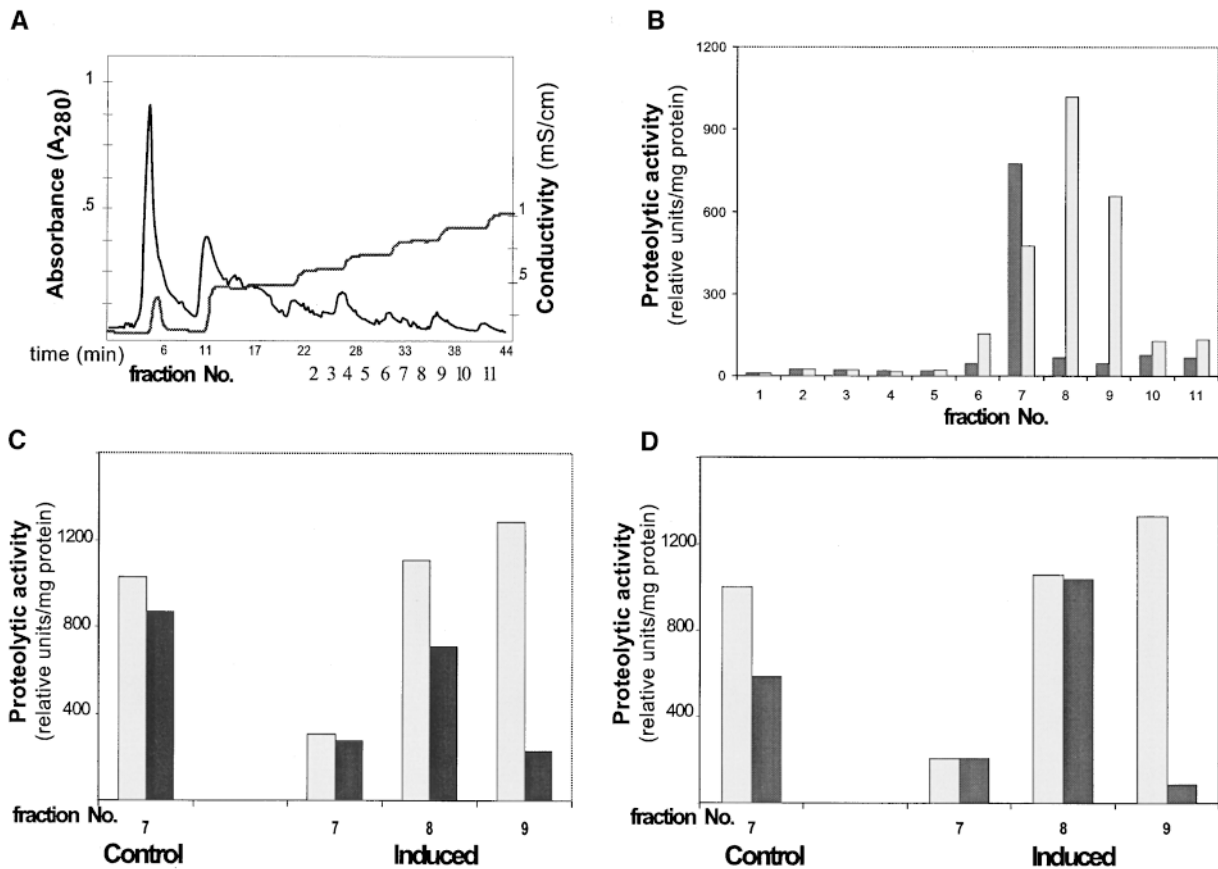 A
Absorbance (A280)
1
.5
Conductivity (mS/cm)
1
.5
time (min) 6 11 17 22 28 33 38 44
fraction No. 2 3 4 5 6 7 8 9 10 11
B
Proteolytic activity
(relative units/mg protein)
1200
900
600
300
0
1 2 3 4 5 6 7 8 9 10 11
fraction No.
C
Proteolytic activity
(relative units/mg protein)
1200
800
400
fraction No. 7 7 8 9
Control Induced
D
Proteolytic activity
(relative units/mg protein)
1200
800
400
fraction No. 7 7 8 9
Control Induced